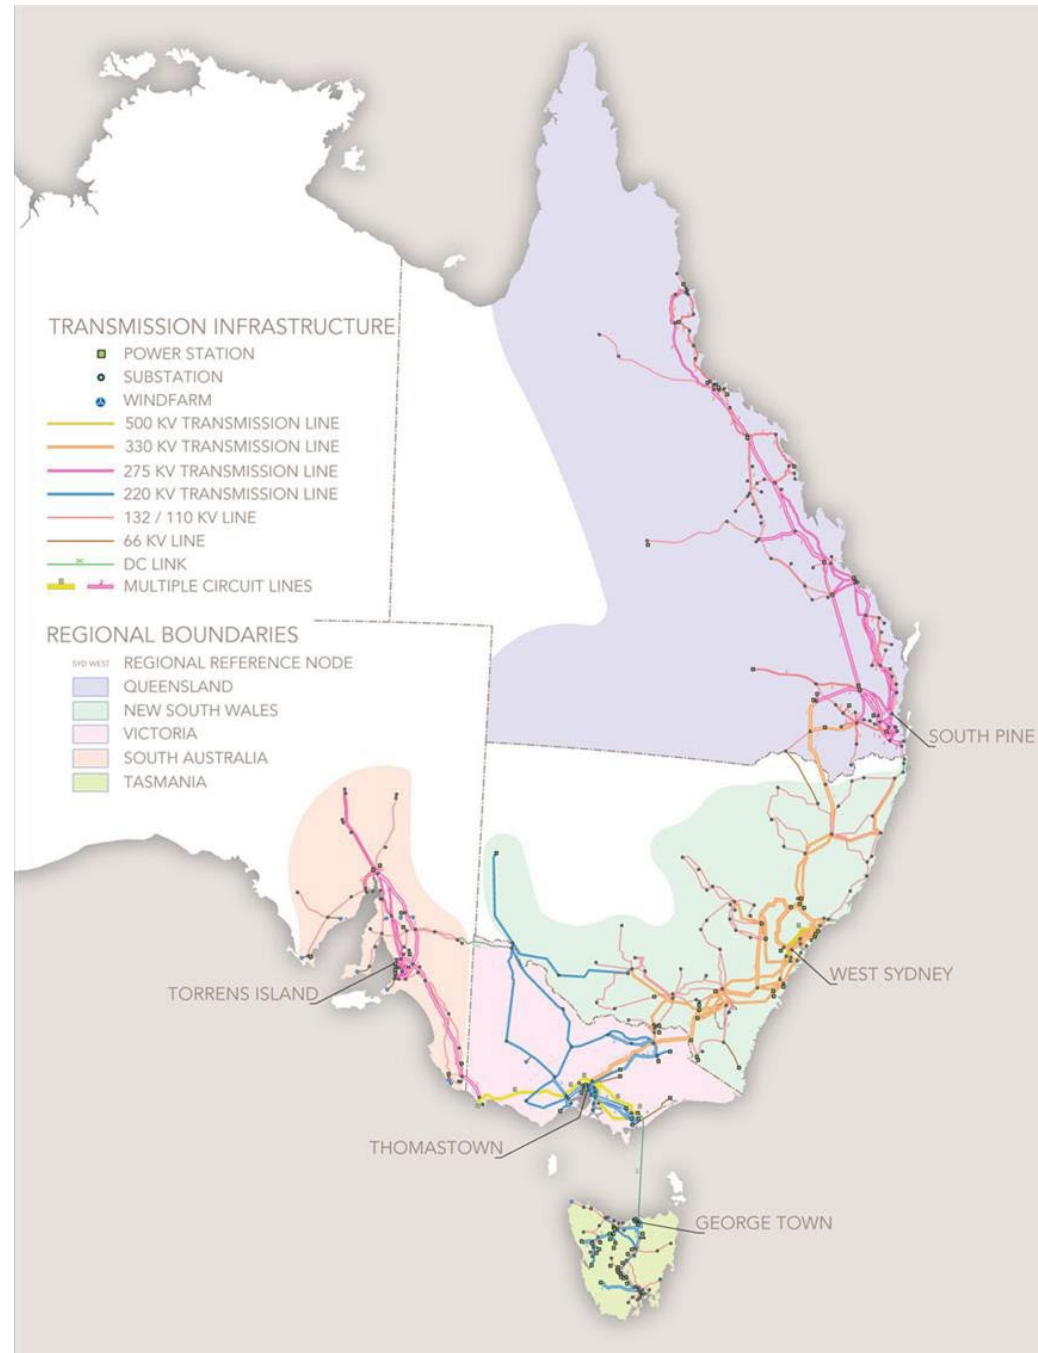 TRANSMISSION INFRASTRUCTURE
POWER STATION
SUBSTATION
WINDFARM
500 KV TRANSMISSION LINE
330 KV TRANSMISSION LINE
275 KV TRANSMISSION LINE
220 KV TRANSMISSION LINE
132 / 110 KV LINE
66 KV LINE
DC LINK
MULTIPLE CIRCUIT LINES
REGIONAL BOUNDARIES
SYD WEST REGIONAL REFERENCE NODE
QUEENSLAND
NEW SOUTH WALES
VICTORIA
SOUTH AUSTRALIA
TASMANIA
SOUTH PINE
WEST SYDNEY
TORRENS ISLAND
THOMASTOWN
GEORGE TOWN